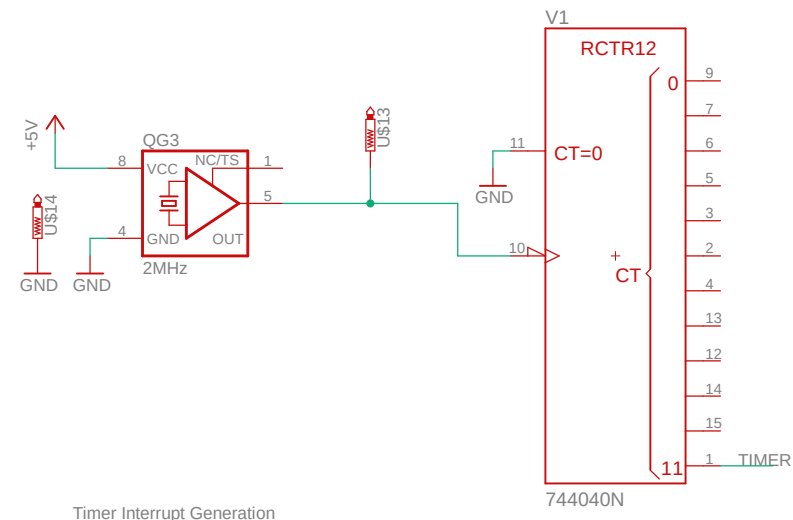 V1
RCTR12
0
9
7
6
5
3
2
4
13
12
14
15
11
1
TIMER
11
CT=0
GND
10
+
CT
744040N
U$13
+5V
QG3
8
VCC
NC/TS
1
5
4
GND
OUT
2MHz
U$14
GND
GND
Timer Interrupt Generation